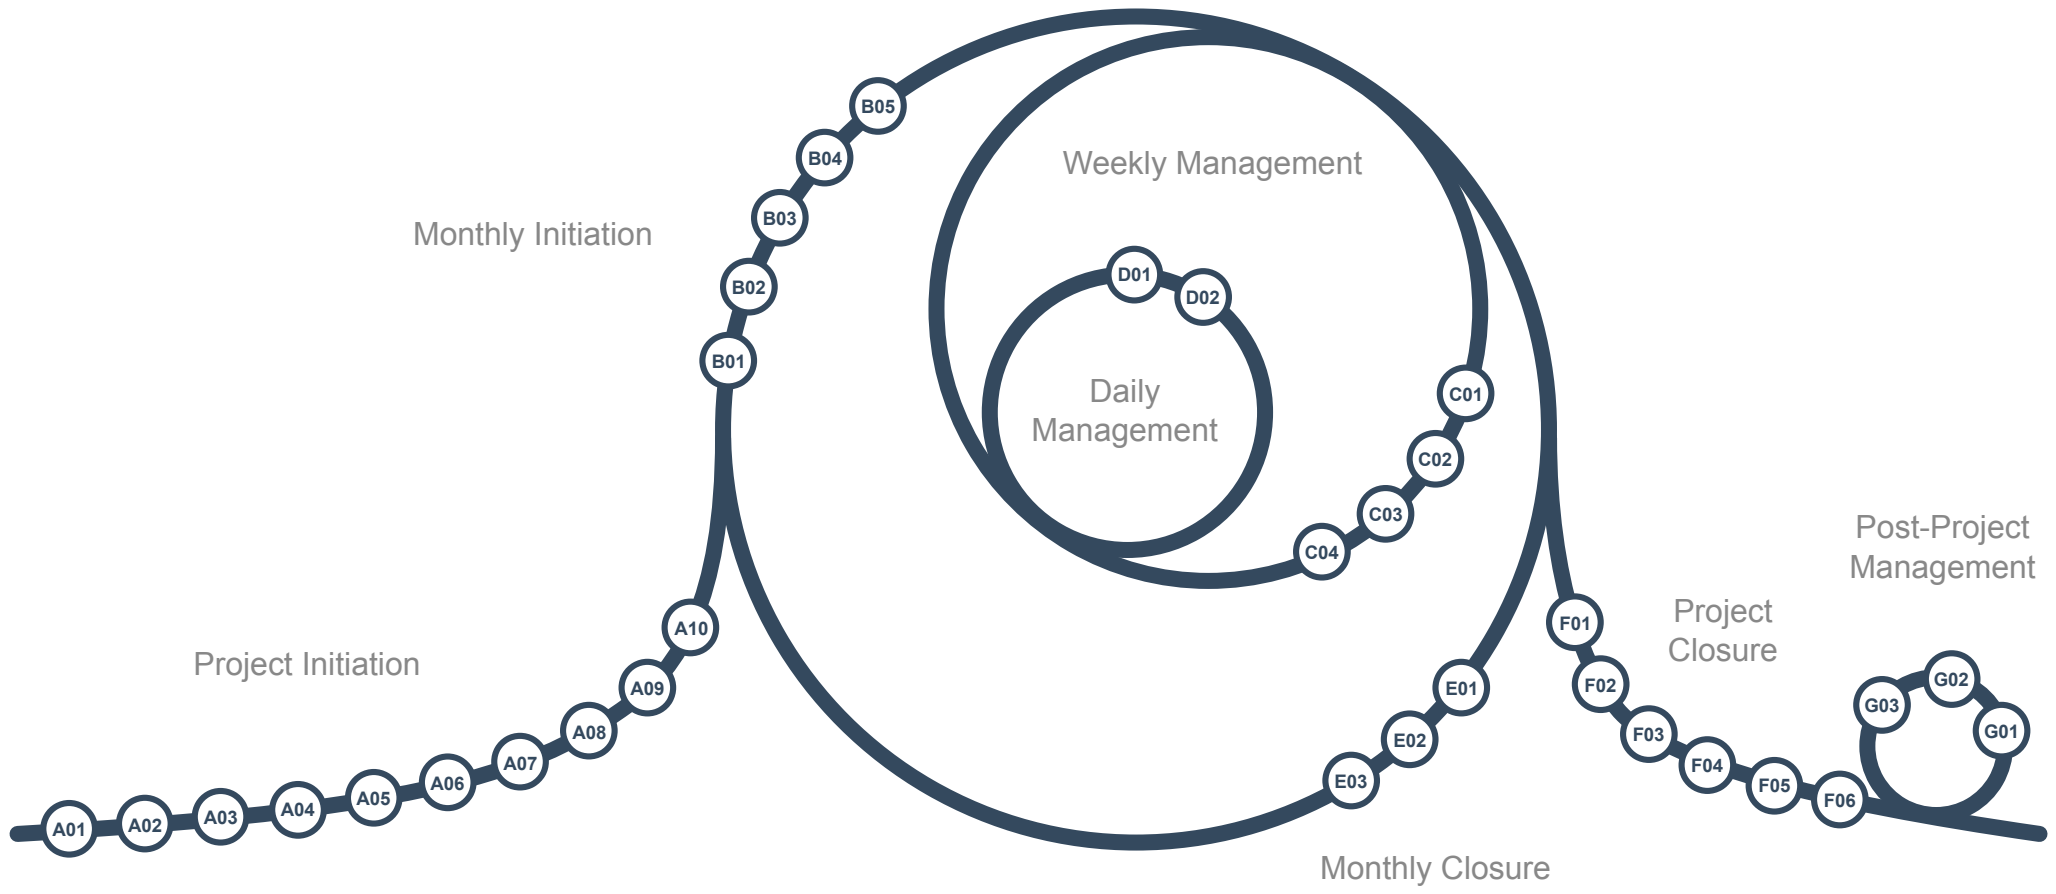 Project Initiation
A01
A02
A03
A04
A05
A06
A07
A08
A09
A10
Monthly Initiation
B01
B02
B03
B04
B05
Weekly Management
C01
C02
C03
C04
Daily
Management
D01
D02
Monthly Closure
E01
E02
E03
Project
Closure
F01
F02
F03
F04
F05
F06
Post-Project
Management
G01
G02
G03